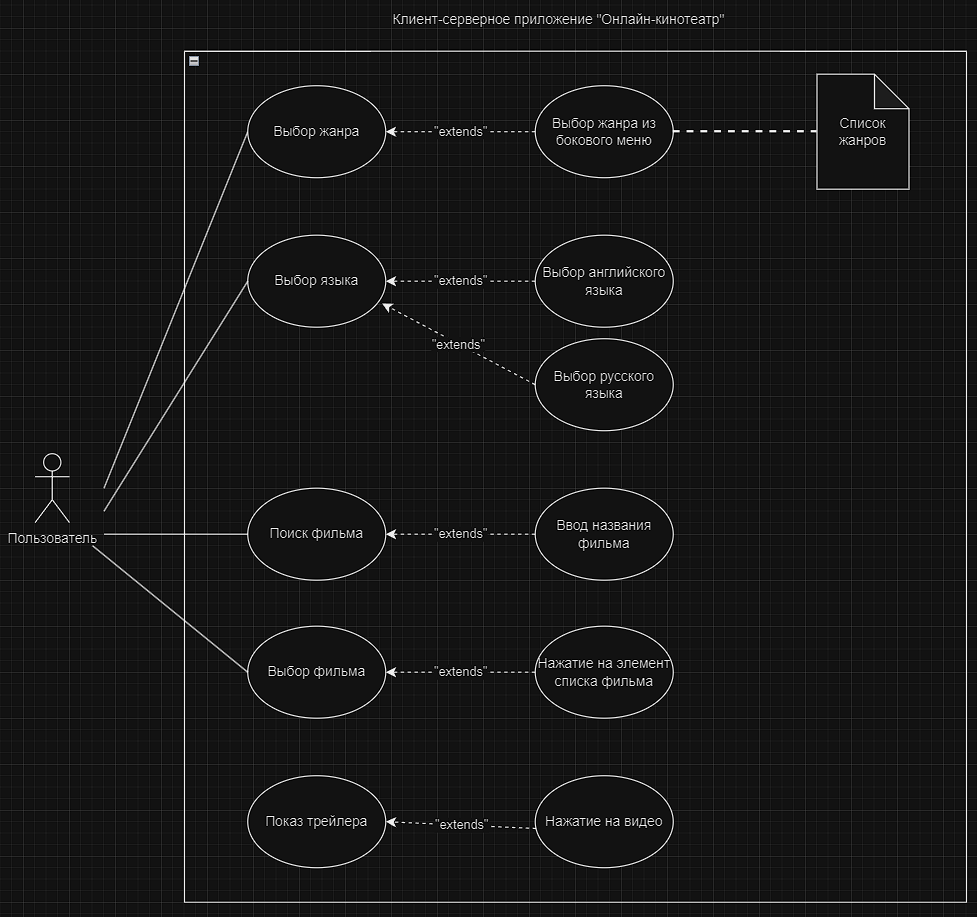 Клиент-серверное приложение "Онлайн-кинотеатр"
Выбор жанра
"extends"
Выбор жанра из
бокового меню
Список
жанров
Выбор языка
"extends"
Выбор английского
языка
"extends"
Выбор русского
языка
Пользователь
Поиск фильма
"extends"
Ввод названия
фильма
Выбор фильма
"extends"
Нажатие на элемент
списка фильма
Показ трейлера
"extends"
Нажатие на видео